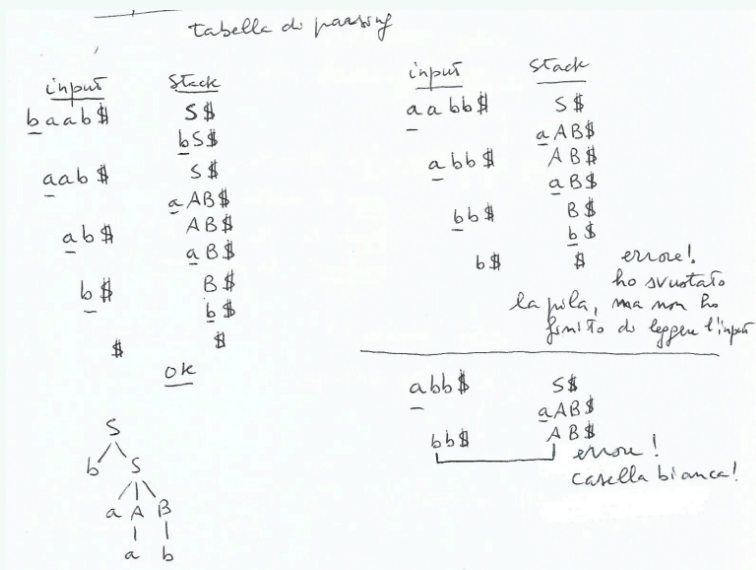 tabella di parsing
input Stack
baab$ S$
bS$
aab$ S$
aAB$
ab$ AB$
aB$
b$ B$
b$
$ $
ok
S
b S
a A B
a b
input Stack
aabb$ S$
aAB$
abb$ AB$
aB$
bb$ B$
b$
b$ $ errore!
ho svuotato
la pila, ma non ho
finito di leggere l'input
abb$ S$
aAB$
bb$ AB$
errore!
casella bianca!